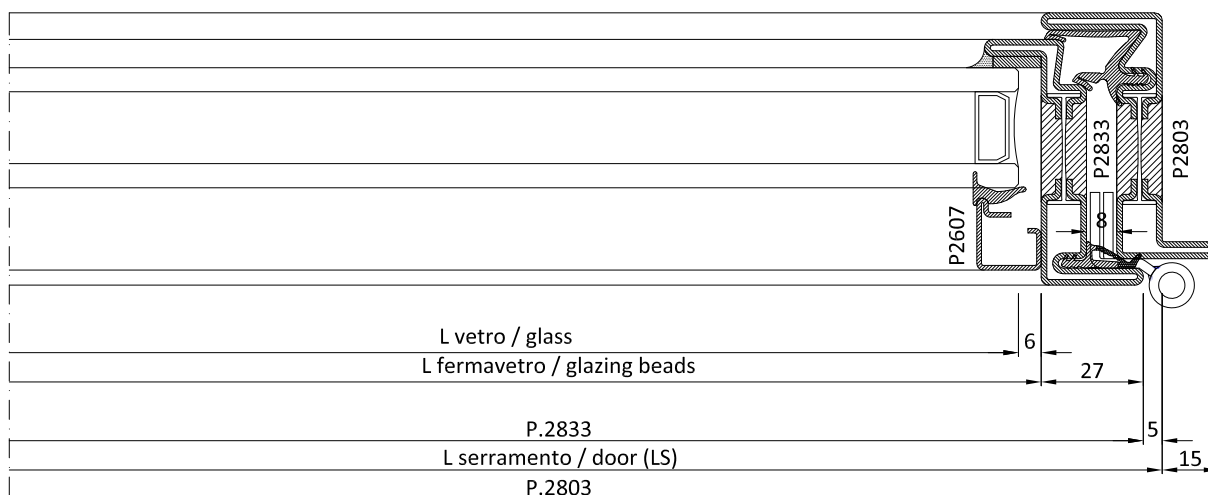 P2833
P2803
8
P2607
L vetro / glass
6
L fermavetro / glazing beads
27
P.2833
5
L serramento / door (LS)
15
P.2803